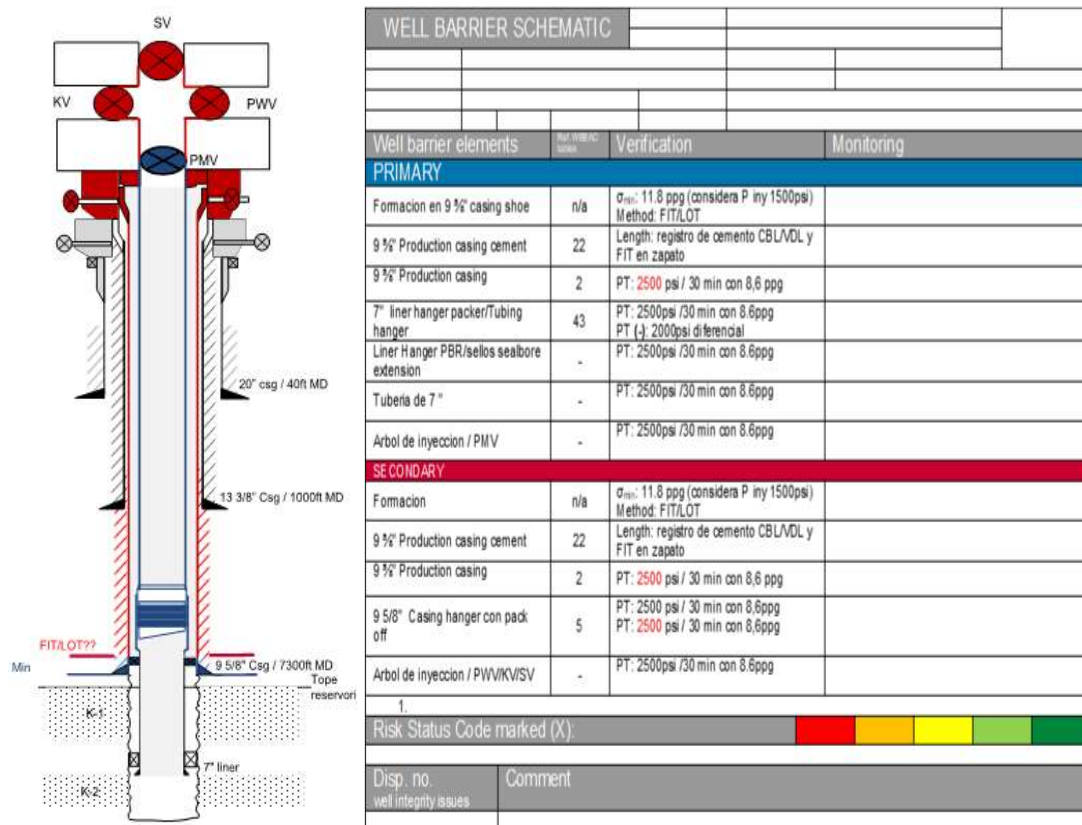 SV
KV
PWV
PMV
20" csg / 40ft MD
13 3/8" Csg / 1000ft MD
FIT/LOT??
Min
9 5/8" Csg / 7300ft MD
Tope
reservori
K-1
7" liner
K-2
WELL BARRIER SCHEMATIC
Well barrier elements
Verification
Monitoring
PRIMARY
Formacion en 9 ⅝" casing shoe
n/a
σmin: 11.8 ppg (considera P iny 1500psi)
Method: FIT/LOT
9 ⅝" Production casing cement
22
Length: registro de cemento CBL/VDL y
FIT en zapato
9 ⅝" Production casing
2
PT: 2500 psi / 30 min con 8,6 ppg
7" liner hanger packer/Tubing
hanger
43
PT: 2500psi/30 min con 8.6ppg
PT (-): 2000psi diferencial
Liner Hanger PBR/sellos sealbore
extension
-
PT: 2500psi /30 min con 8.6ppg
Tuberia de 7 "
-
PT: 2500psi /30 min con 8.6ppg
Arbol de inyeccion / PMV
-
PT: 2500psi /30 min con 8.6ppg
SECONDARY
Formacion
n/a
σmin: 11.8 ppg (considera P iny 1500psi)
Method: FIT/LOT
9 ⅝" Production casing cement
22
Length: registro de cemento CBL/VDL y
FIT en zapato
9 ⅝" Production casing
2
PT: 2500 psi / 30 min con 8,6 ppg
9 5/8" Casing hanger con pack
off
5
PT: 2500 psi / 30 min con 8,6ppg
PT: 2500 psi / 30 min con 8,6ppg
Arbol de inyeccion / PWV/KV/SV
-
PT: 2500psi /30 min con 8.6ppg
1.
Risk Status Code marked (X):
Disp. no.
well integrity issues
Comment